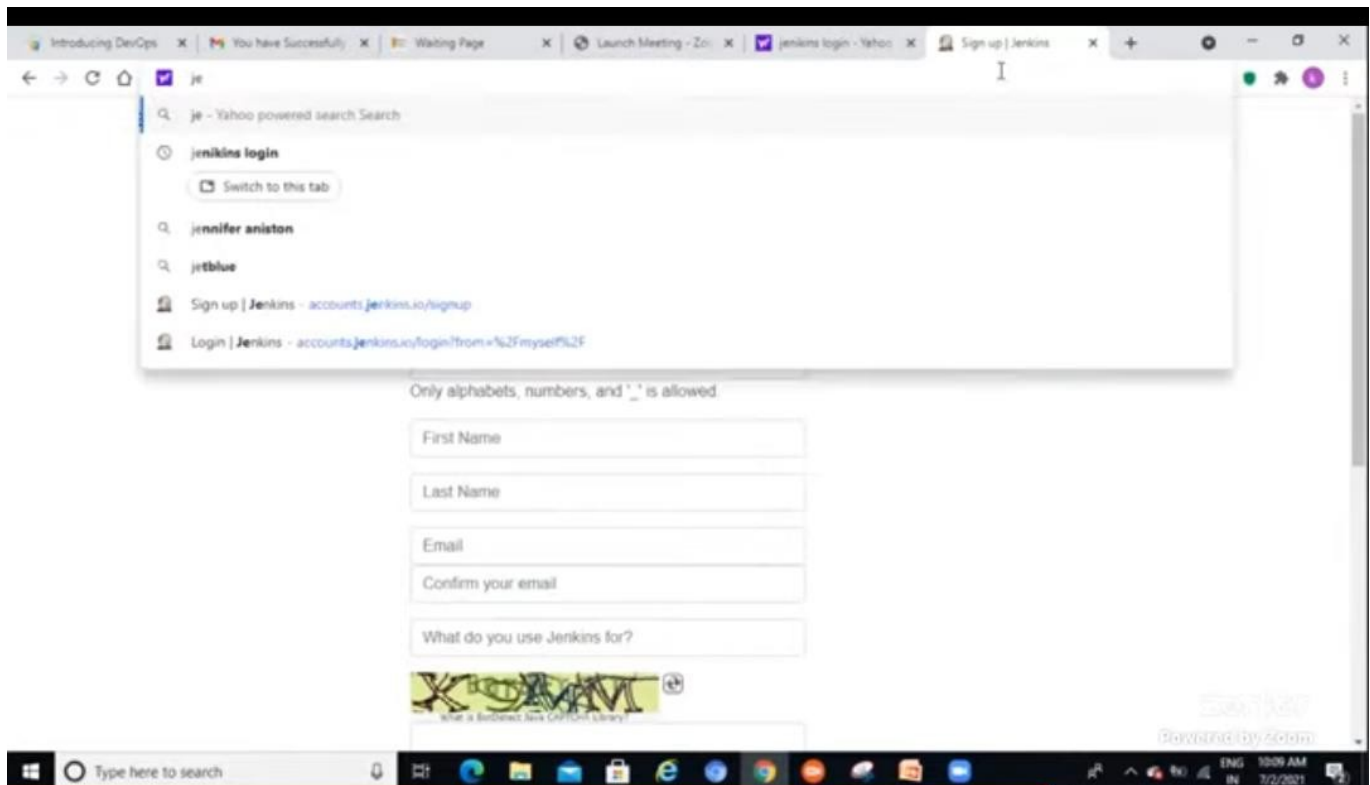 Introducing DevOps
You have Successfully
Waiting Page
Launch Meeting - Zo
jenikins login - Yahoo
Sign up | Jenkins
je
je - Yahoo powered search Search
jenikins login
Switch to this tab
jennifer aniston
jetblue
Sign up | Jenkins - accounts.jenkins.io/signup
Login | Jenkins - accounts.jenkins.io/login?from=%2Fmyself%2F
Only alphabets, numbers, and '_' is allowed
First Name
Last Name
Email
Confirm your email
What do you use Jenkins for?
What is BotDetect Java CAPTCHA Library?
Powered by Zoom
Type here to search
ENG 10:09 AM
IN 7/2/2021